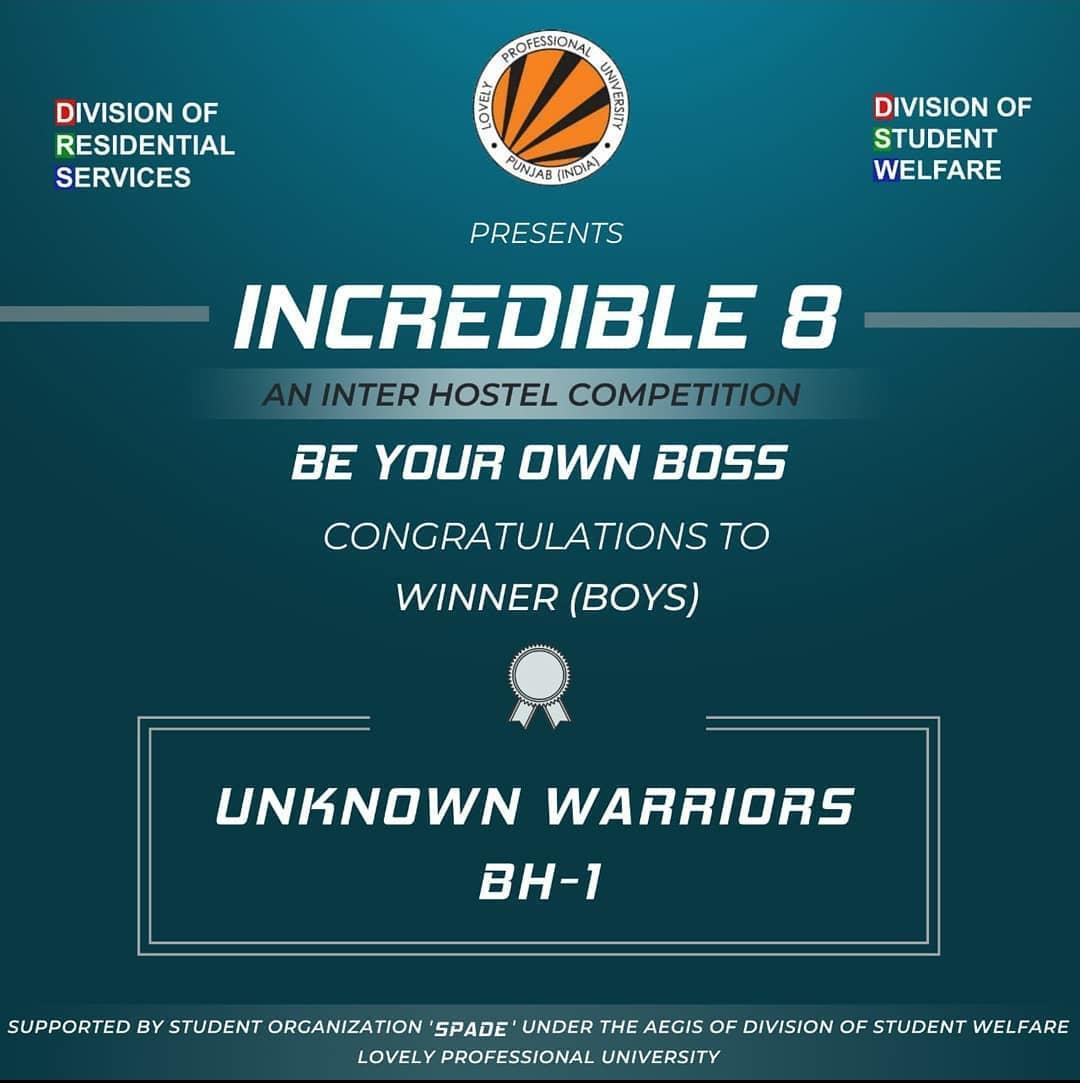 LOVELY PROFESSIONAL UNIVERSITY
PUNJAB (INDIA)
DIVISION OF
RESIDENTIAL
SERVICES
DIVISION OF
STUDENT
WELFARE
PRESENTS
INCREDIBLE 8
AN INTER HOSTEL COMPETITION
BE YOUR OWN BOSS
CONGRATULATIONS TO
WINNER (BOYS)
UNKNOWN WARRIORS
BH-1
SUPPORTED BY STUDENT ORGANIZATION 'SPADE' UNDER THE AEGIS OF DIVISION OF STUDENT WELFARE
LOVELY PROFESSIONAL UNIVERSITY